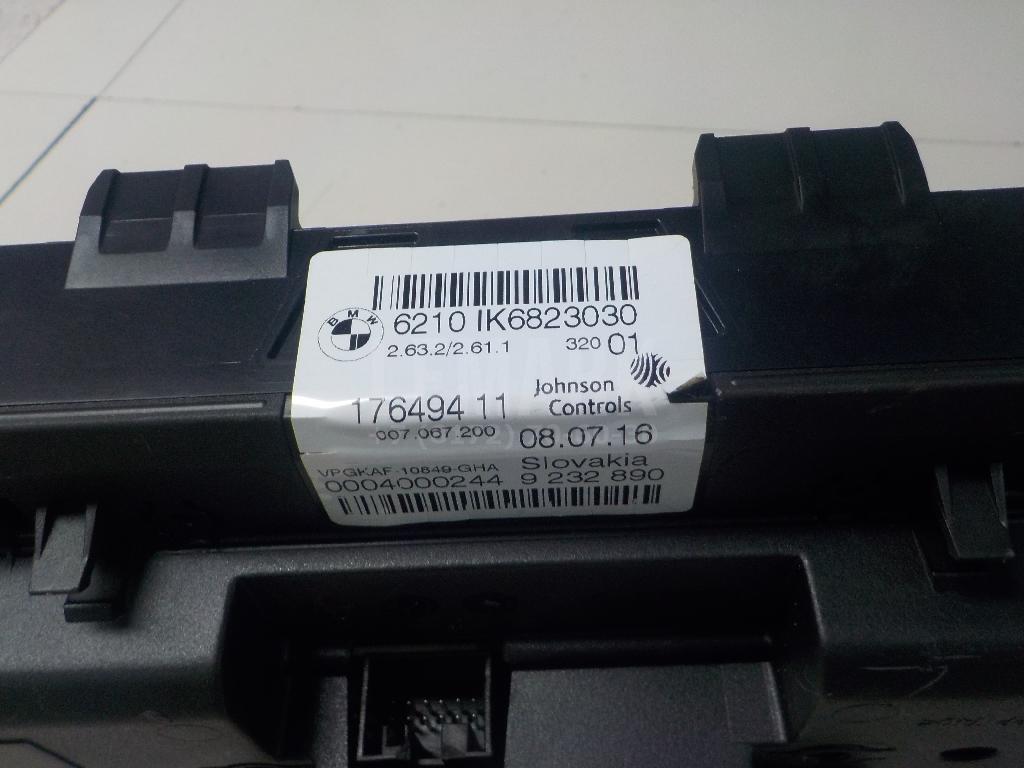 BMW
6210 IK6823030
2.63.2/2.61.1 320 01
Johnson
Controls
176494 11
007.067.200 08.07.16
VPGKAF-10849-GHA Slovakia
0004000244 9 232 890